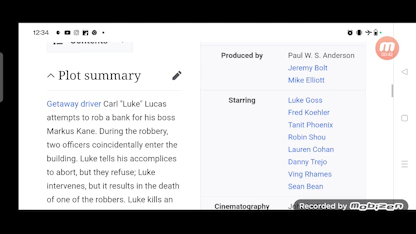 12:34
Contents
Plot summary
Getaway driver Carl "Luke" Lucas
attempts to rob a bank for his boss
Markus Kane. During the robbery,
two officers coincidentally enter the
building. Luke tells his accomplices
to abort, but they refuse; Luke
intervenes, but it results in the death
of one of the robbers. Luke kills an
Produced by
Paul W. S. Anderson
Jeremy Bolt
Mike Elliott
Starring
Luke Goss
Fred Koehler
Tanit Phoenix
Robin Shou
Lauren Cohan
Danny Trejo
Ving Rhames
Sean Bean
Cinematography
Recorded by Mobizen